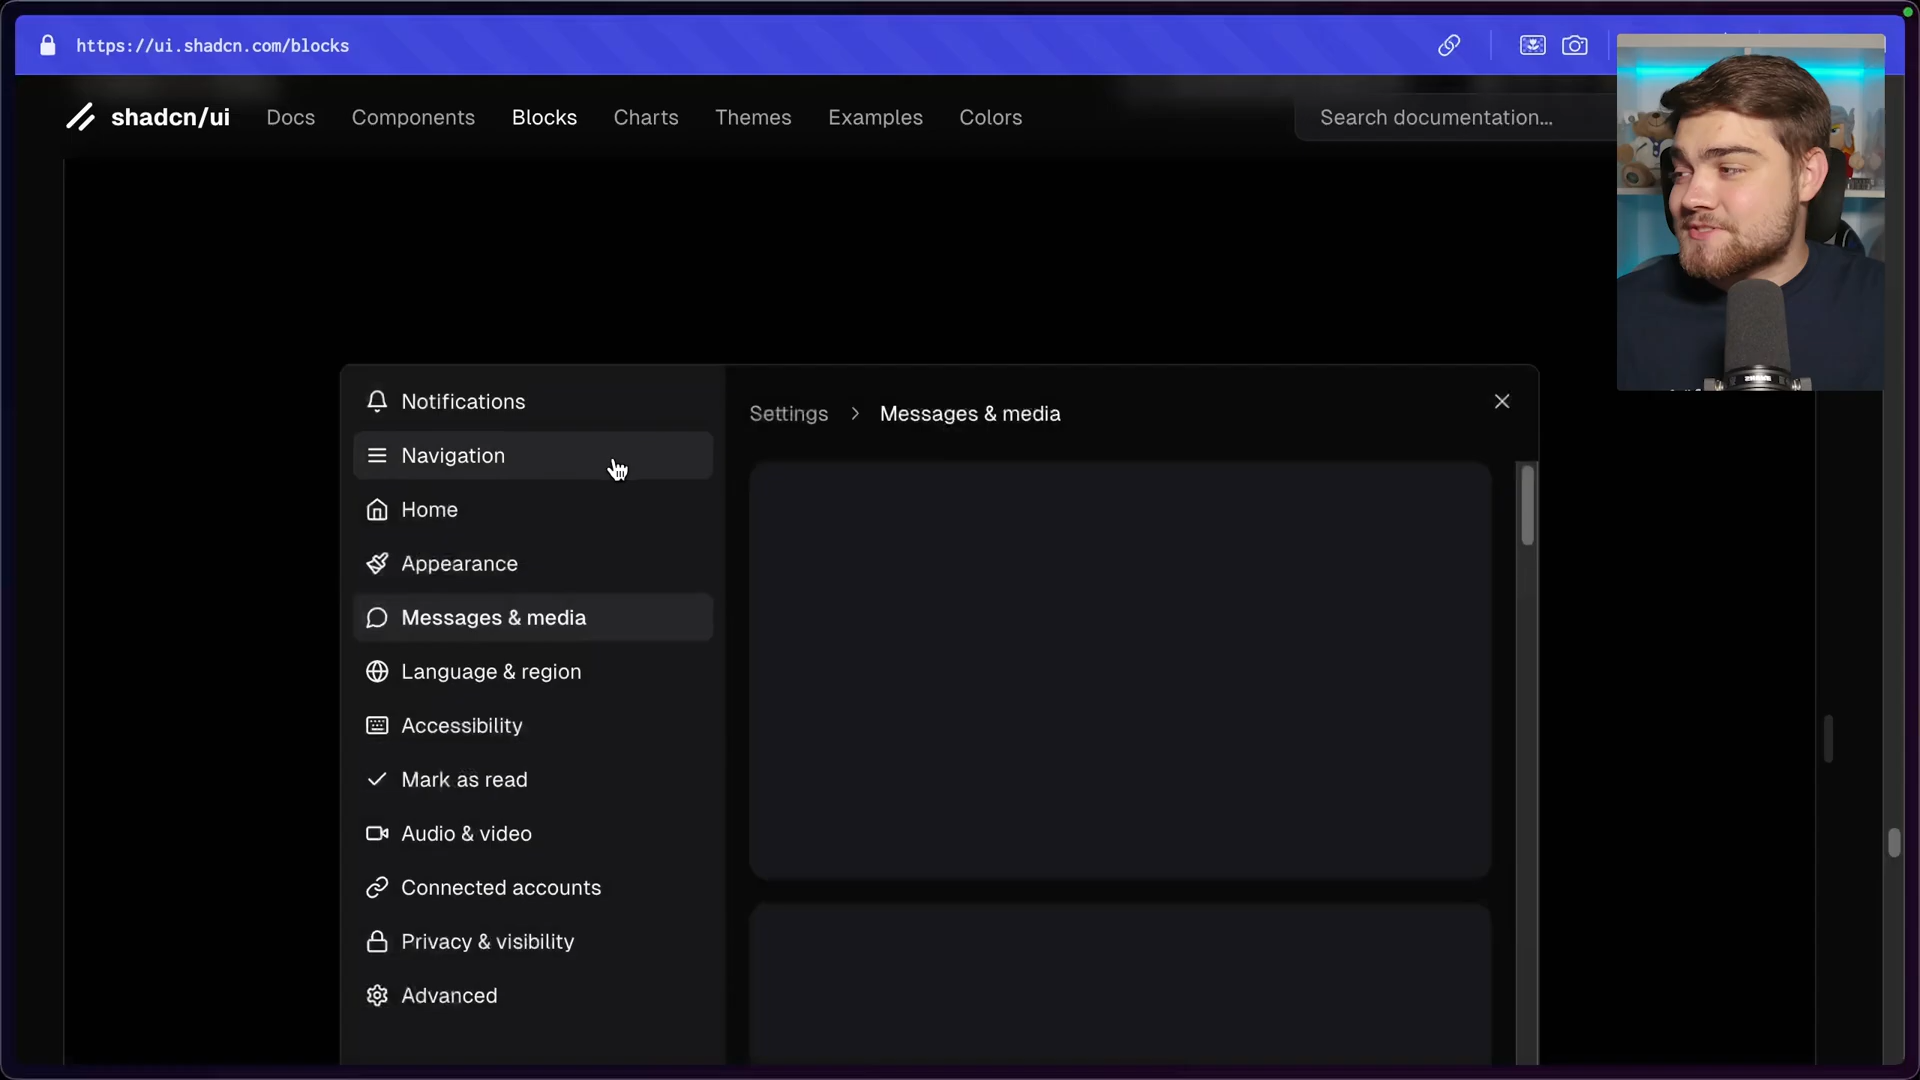 https://ui.shadcn.com/blocks
shadcn/ui Docs Components Blocks Charts Themes Examples Colors Search documentation...
Notifications
Navigation
Home
Appearance
Messages & media
Language & region
Accessibility
Mark as read
Audio & video
Connected accounts
Privacy & visibility
Advanced
Settings > Messages & media